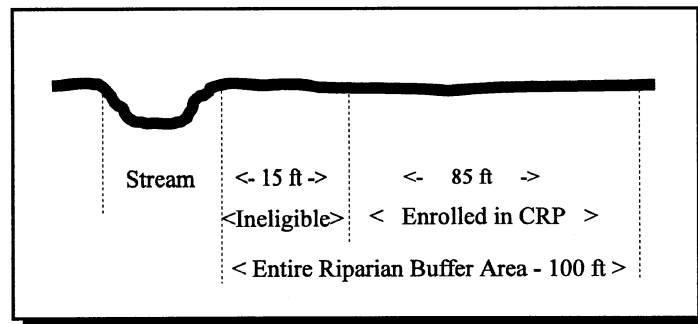 Stream <- 15 ft -> <- 85 ft ->
<Ineligible> < Enrolled in CRP >
< Entire Riparian Buffer Area - 100 ft >